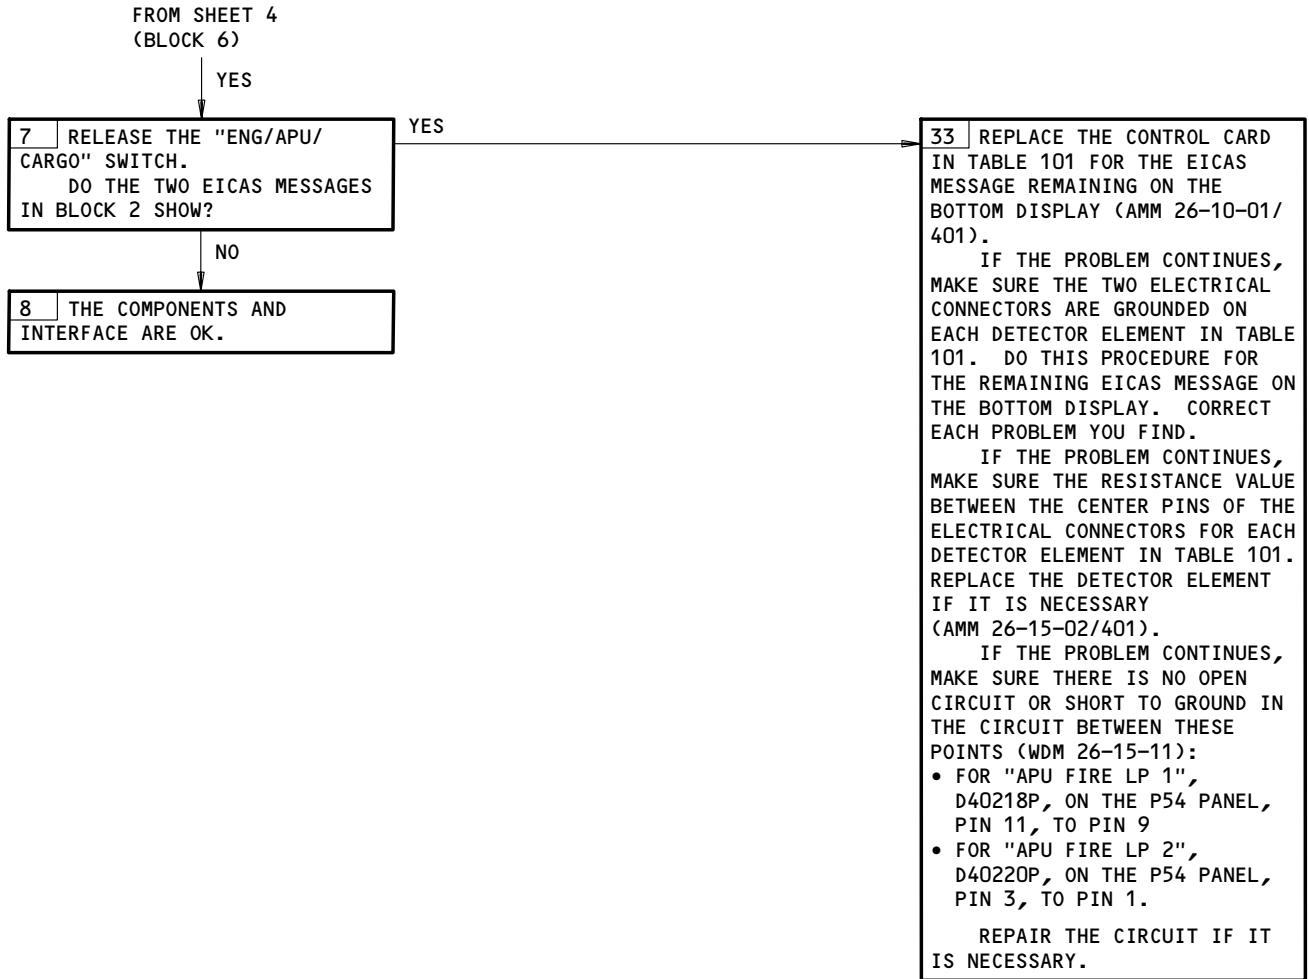 FROM SHEET 4
(BLOCK 6)
YES
7 RELEASE THE "ENG/APU/
CARGO" SWITCH.
DO THE TWO EICAS MESSAGES
IN BLOCK 2 SHOW?
YES
NO
8 THE COMPONENTS AND
INTERFACE ARE OK.
33 REPLACE THE CONTROL CARD
IN TABLE 101 FOR THE EICAS
MESSAGE REMAINING ON THE
BOTTOM DISPLAY (AMM 26-10-01/
401).
IF THE PROBLEM CONTINUES,
MAKE SURE THE TWO ELECTRICAL
CONNECTORS ARE GROUNDED ON
EACH DETECTOR ELEMENT IN TABLE
101. DO THIS PROCEDURE FOR
THE REMAINING EICAS MESSAGE ON
THE BOTTOM DISPLAY. CORRECT
EACH PROBLEM YOU FIND.
IF THE PROBLEM CONTINUES,
MAKE SURE THE RESISTANCE VALUE
BETWEEN THE CENTER PINS OF THE
ELECTRICAL CONNECTORS FOR EACH
DETECTOR ELEMENT IN TABLE 101.
REPLACE THE DETECTOR ELEMENT
IF IT IS NECESSARY
(AMM 26-15-02/401).
IF THE PROBLEM CONTINUES,
MAKE SURE THERE IS NO OPEN
CIRCUIT OR SHORT TO GROUND IN
THE CIRCUIT BETWEEN THESE
POINTS (WDM 26-15-11):
• FOR "APU FIRE LP 1",
D40218P, ON THE P54 PANEL,
PIN 11, TO PIN 9
• FOR "APU FIRE LP 2",
D40220P, ON THE P54 PANEL,
PIN 3, TO PIN 1.
REPAIR THE CIRCUIT IF IT
IS NECESSARY.